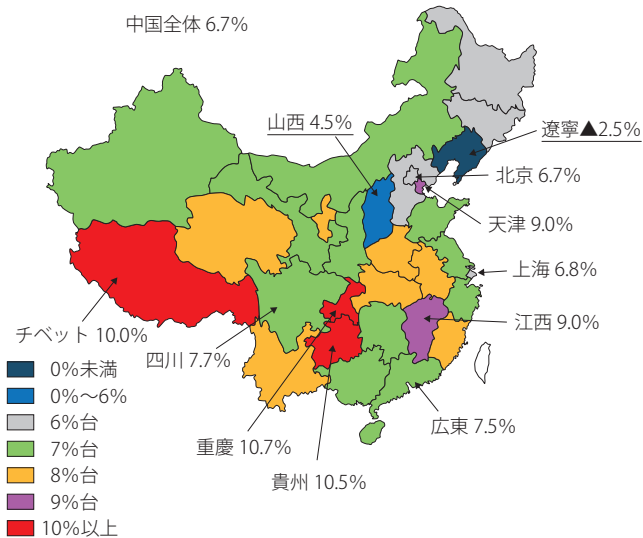 中国全体 6.7%
山西 4.5%
遼寧▲2.5%
北京 6.7%
天津 9.0%
上海 6.8%
江西 9.0%
チベット 10.0%
四川 7.7%
広東 7.5%
重慶 10.7%
貴州 10.5%
0%未満
0%～6%
6%台
7%台
8%台
9%台
10%以上